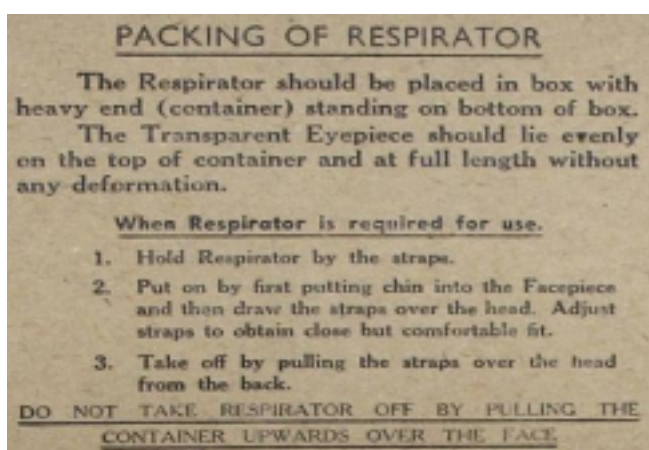 PACKING OF RESPIRATOR
The Respirator should be placed in box with
heavy end (container) standing on bottom of box.
The Transparent Eyepiece should lie evenly
on the top of container and at full length without
any deformation.
When Respirator is required for use.
1. Hold Respirator by the straps.
2. Put on by first putting chin into the Facepiece
and then draw the straps over the head. Adjust
straps to obtain close but comfortable fit.
3. Take off by pulling the straps over the head
from the back.
DO NOT TAKE RESPIRATOR OFF BY PULLING THE
CONTAINER UPWARDS OVER THE FACE